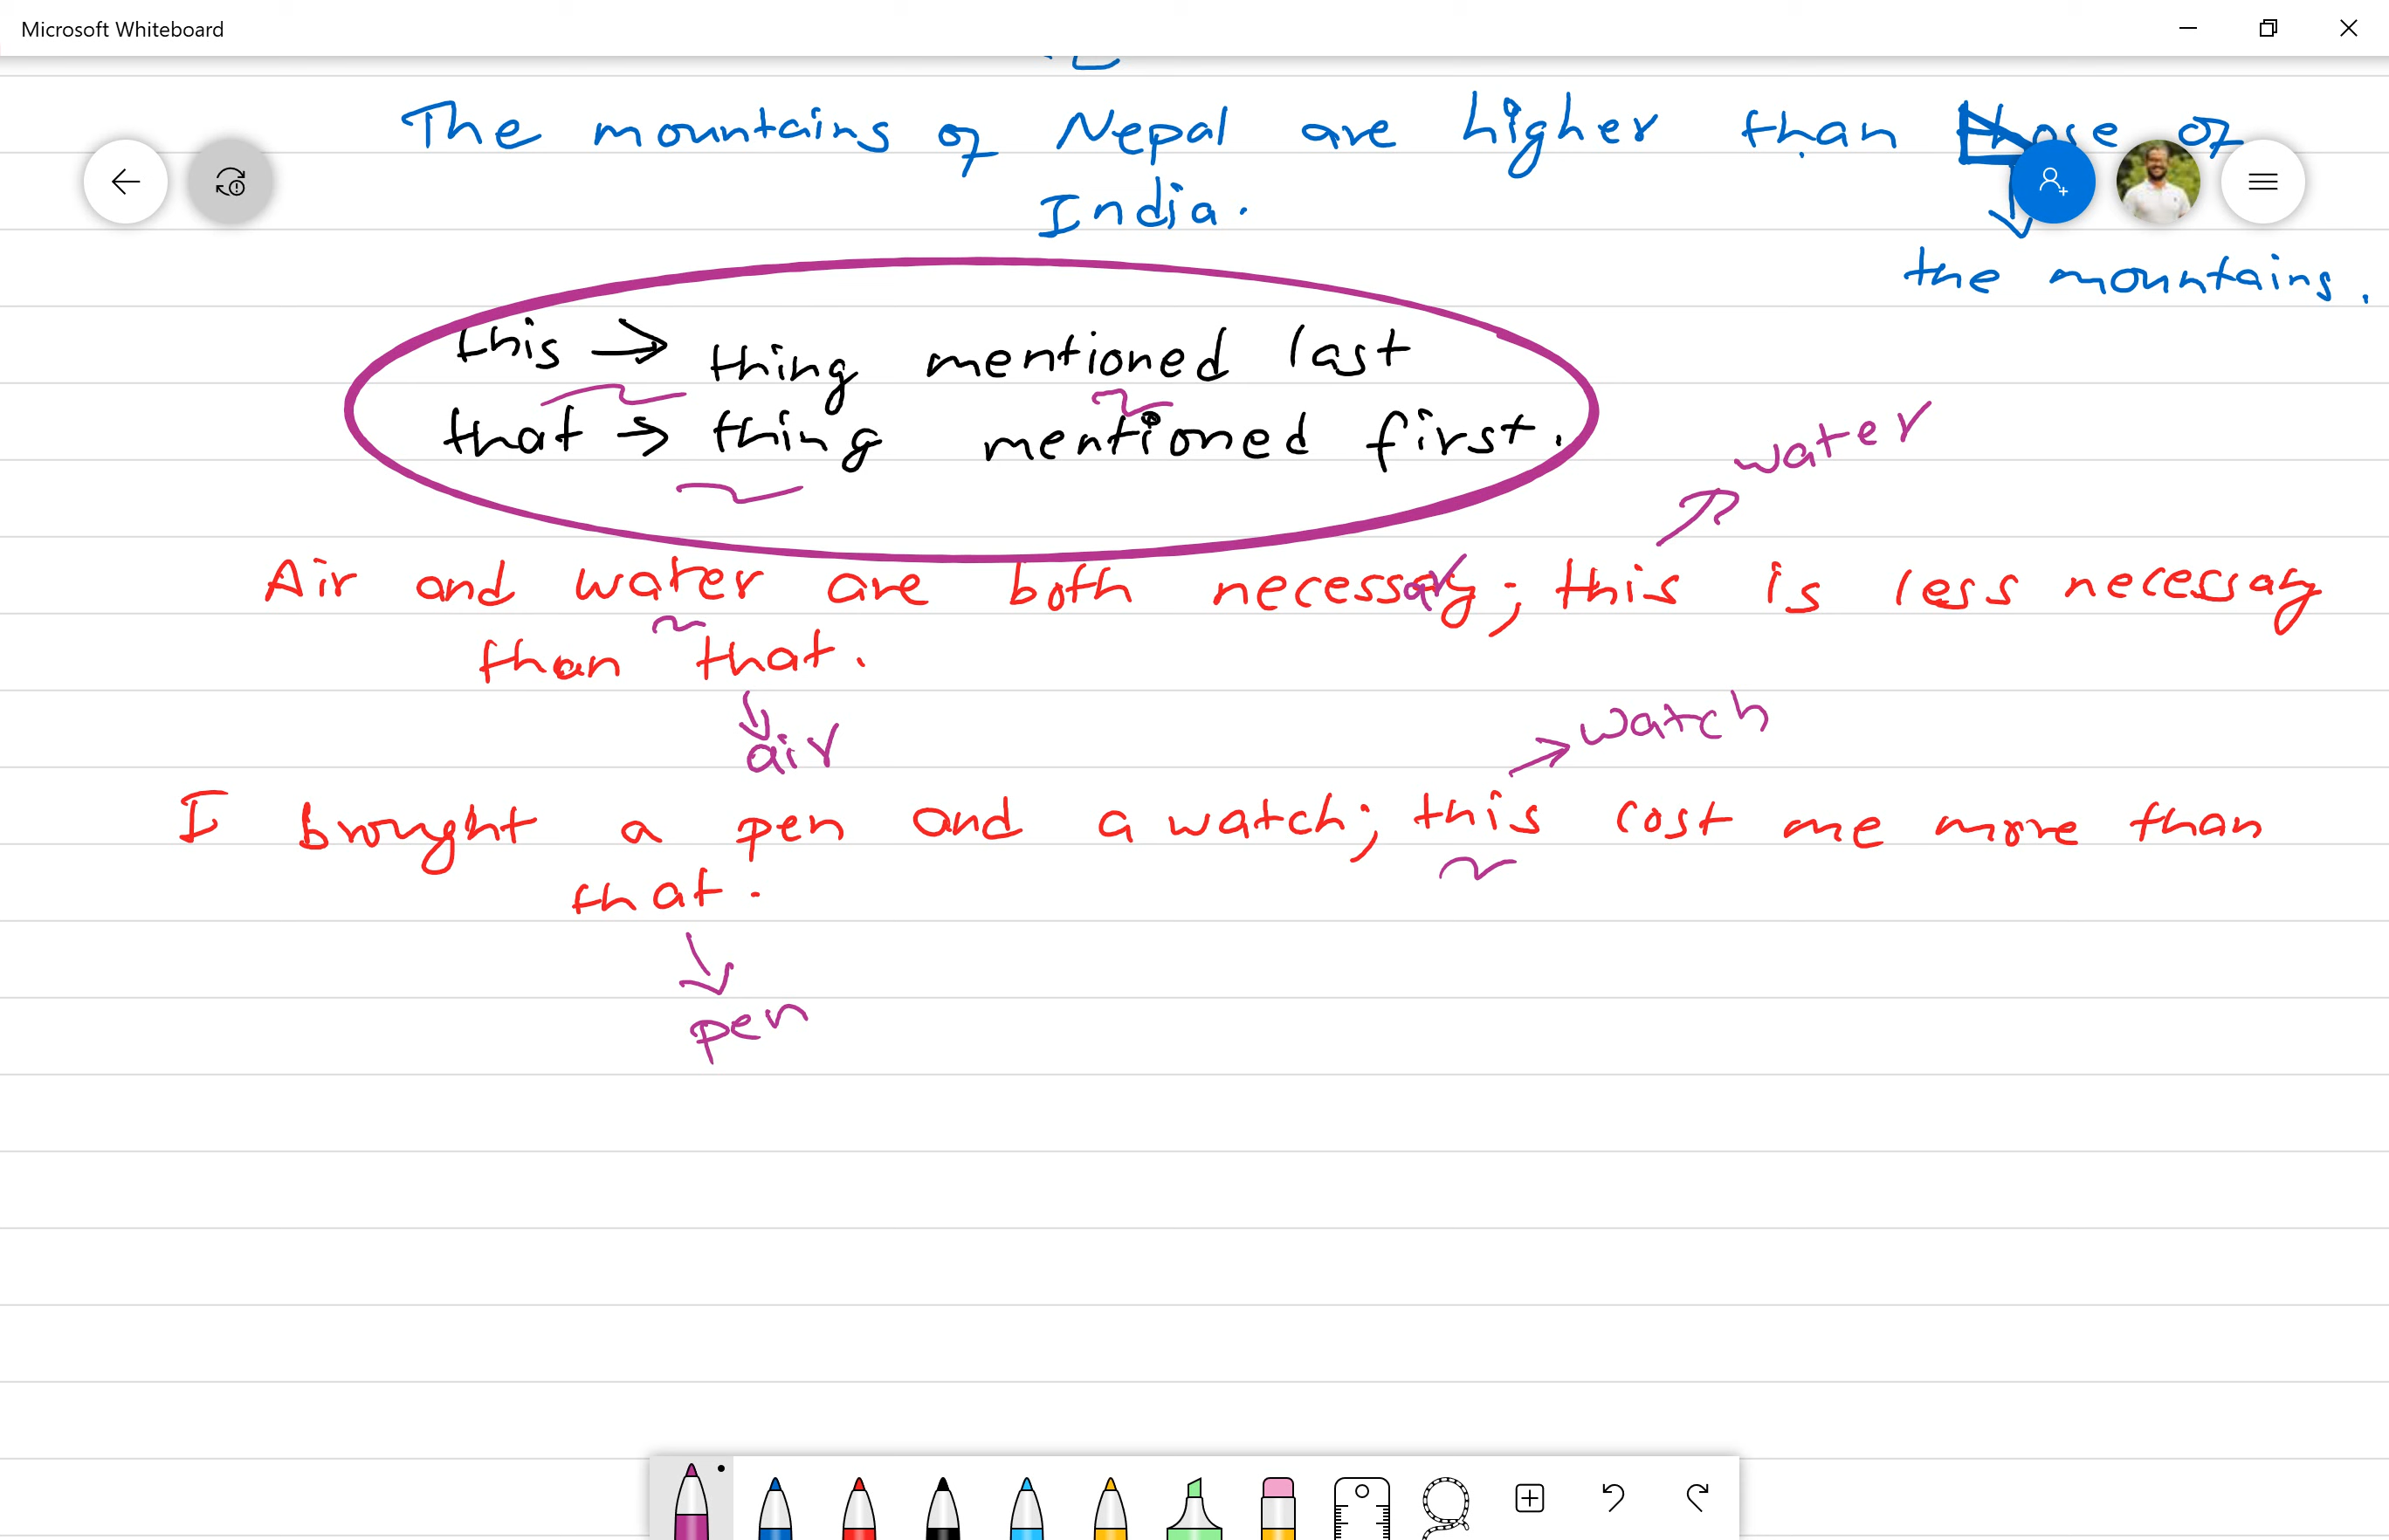 Microsoft Whiteboard
The mountains of Nepal are higher than those of
India.
the mountains.
this → thing mentioned last
that → thing mentioned first.
water
Air and water are both necessary; this is less necessary
than that.
air
watch
I brought a pen and a watch; this cost me more than
that.
pen